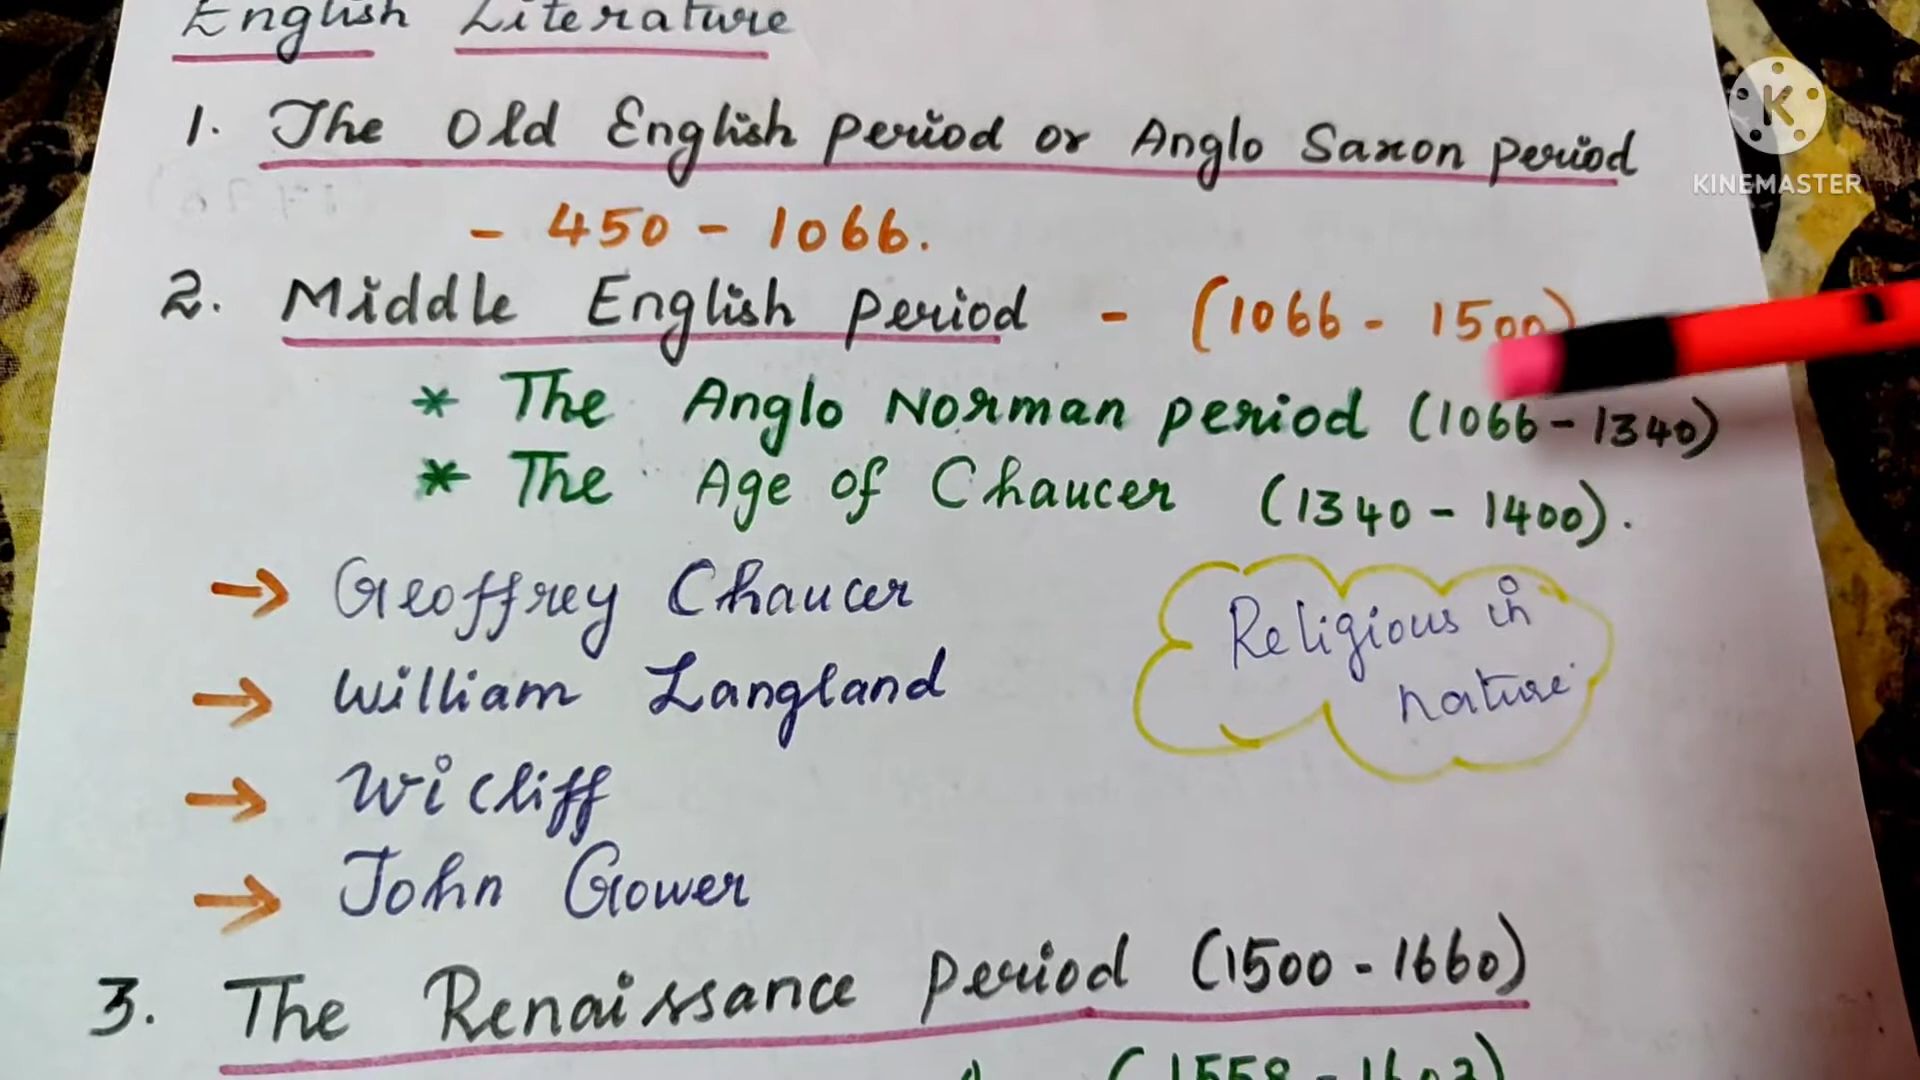 English Literature
1. The Old English period or Anglo Saxon period
- 450 - 1066.
2. Middle English period - (1066 - 1500)
* The Anglo Norman period (1066 - 1340)
* The Age of Chaucer (1340 - 1400).
→ Geoffrey Chaucer
→ William Langland
→ Wicliff
→ John Gower
Religious in
nature
3. The Renaissance period (1500 - 1660)
(1558 - 1603)
K
KINEMASTER